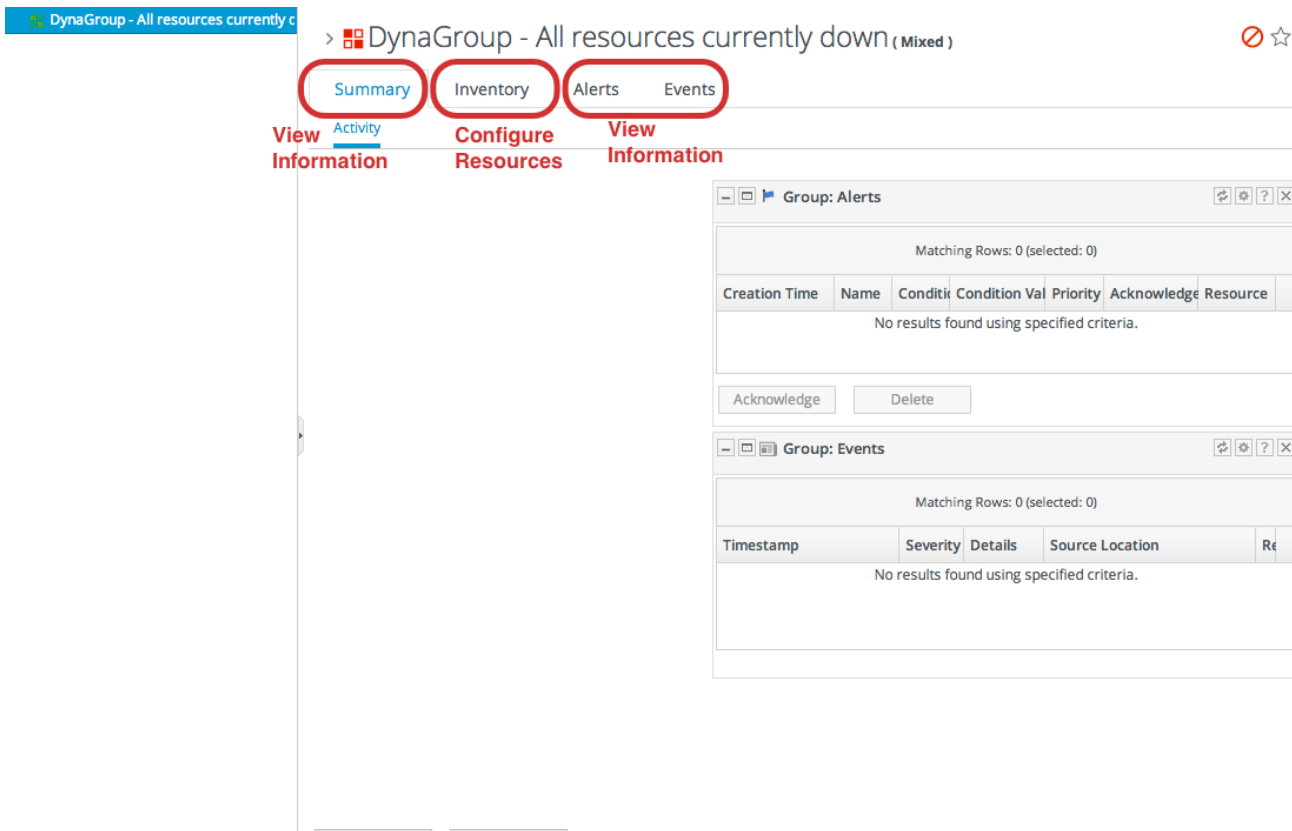 DynaGroup - All resources currently c
DynaGroup - All resources currently down ( Mixed )
Summary Inventory Alerts Events
View Information
Activity
Configure Resources
View Information
Group: Alerts
Matching Rows: 0 (selected: 0)
Creation Time Name Conditic Condition Val Priority Acknowledge Resource
No results found using specified criteria.
Acknowledge Delete
Group: Events
Matching Rows: 0 (selected: 0)
Timestamp Severity Details Source Location Re
No results found using specified criteria.